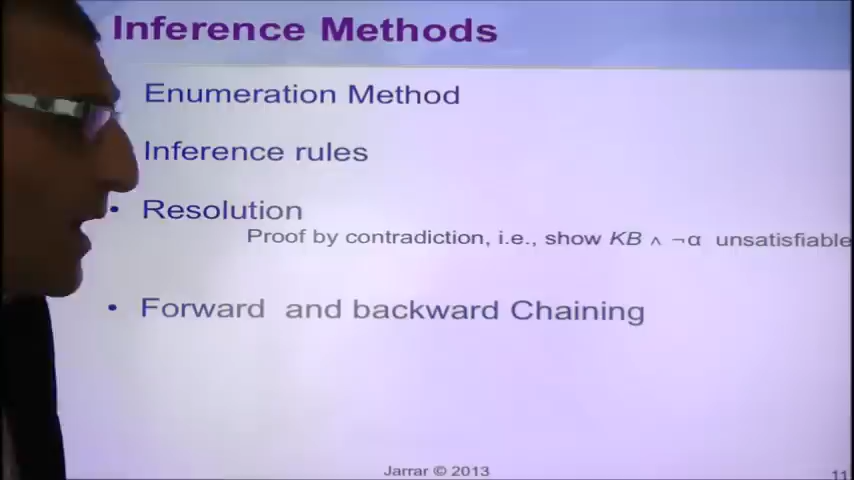 Inference Methods
Enumeration Method
Inference rules
• Resolution
Proof by contradiction, i.e., show KB ∧ ¬α unsatisfiable
• Forward and backward Chaining
Jarrar © 2013
11